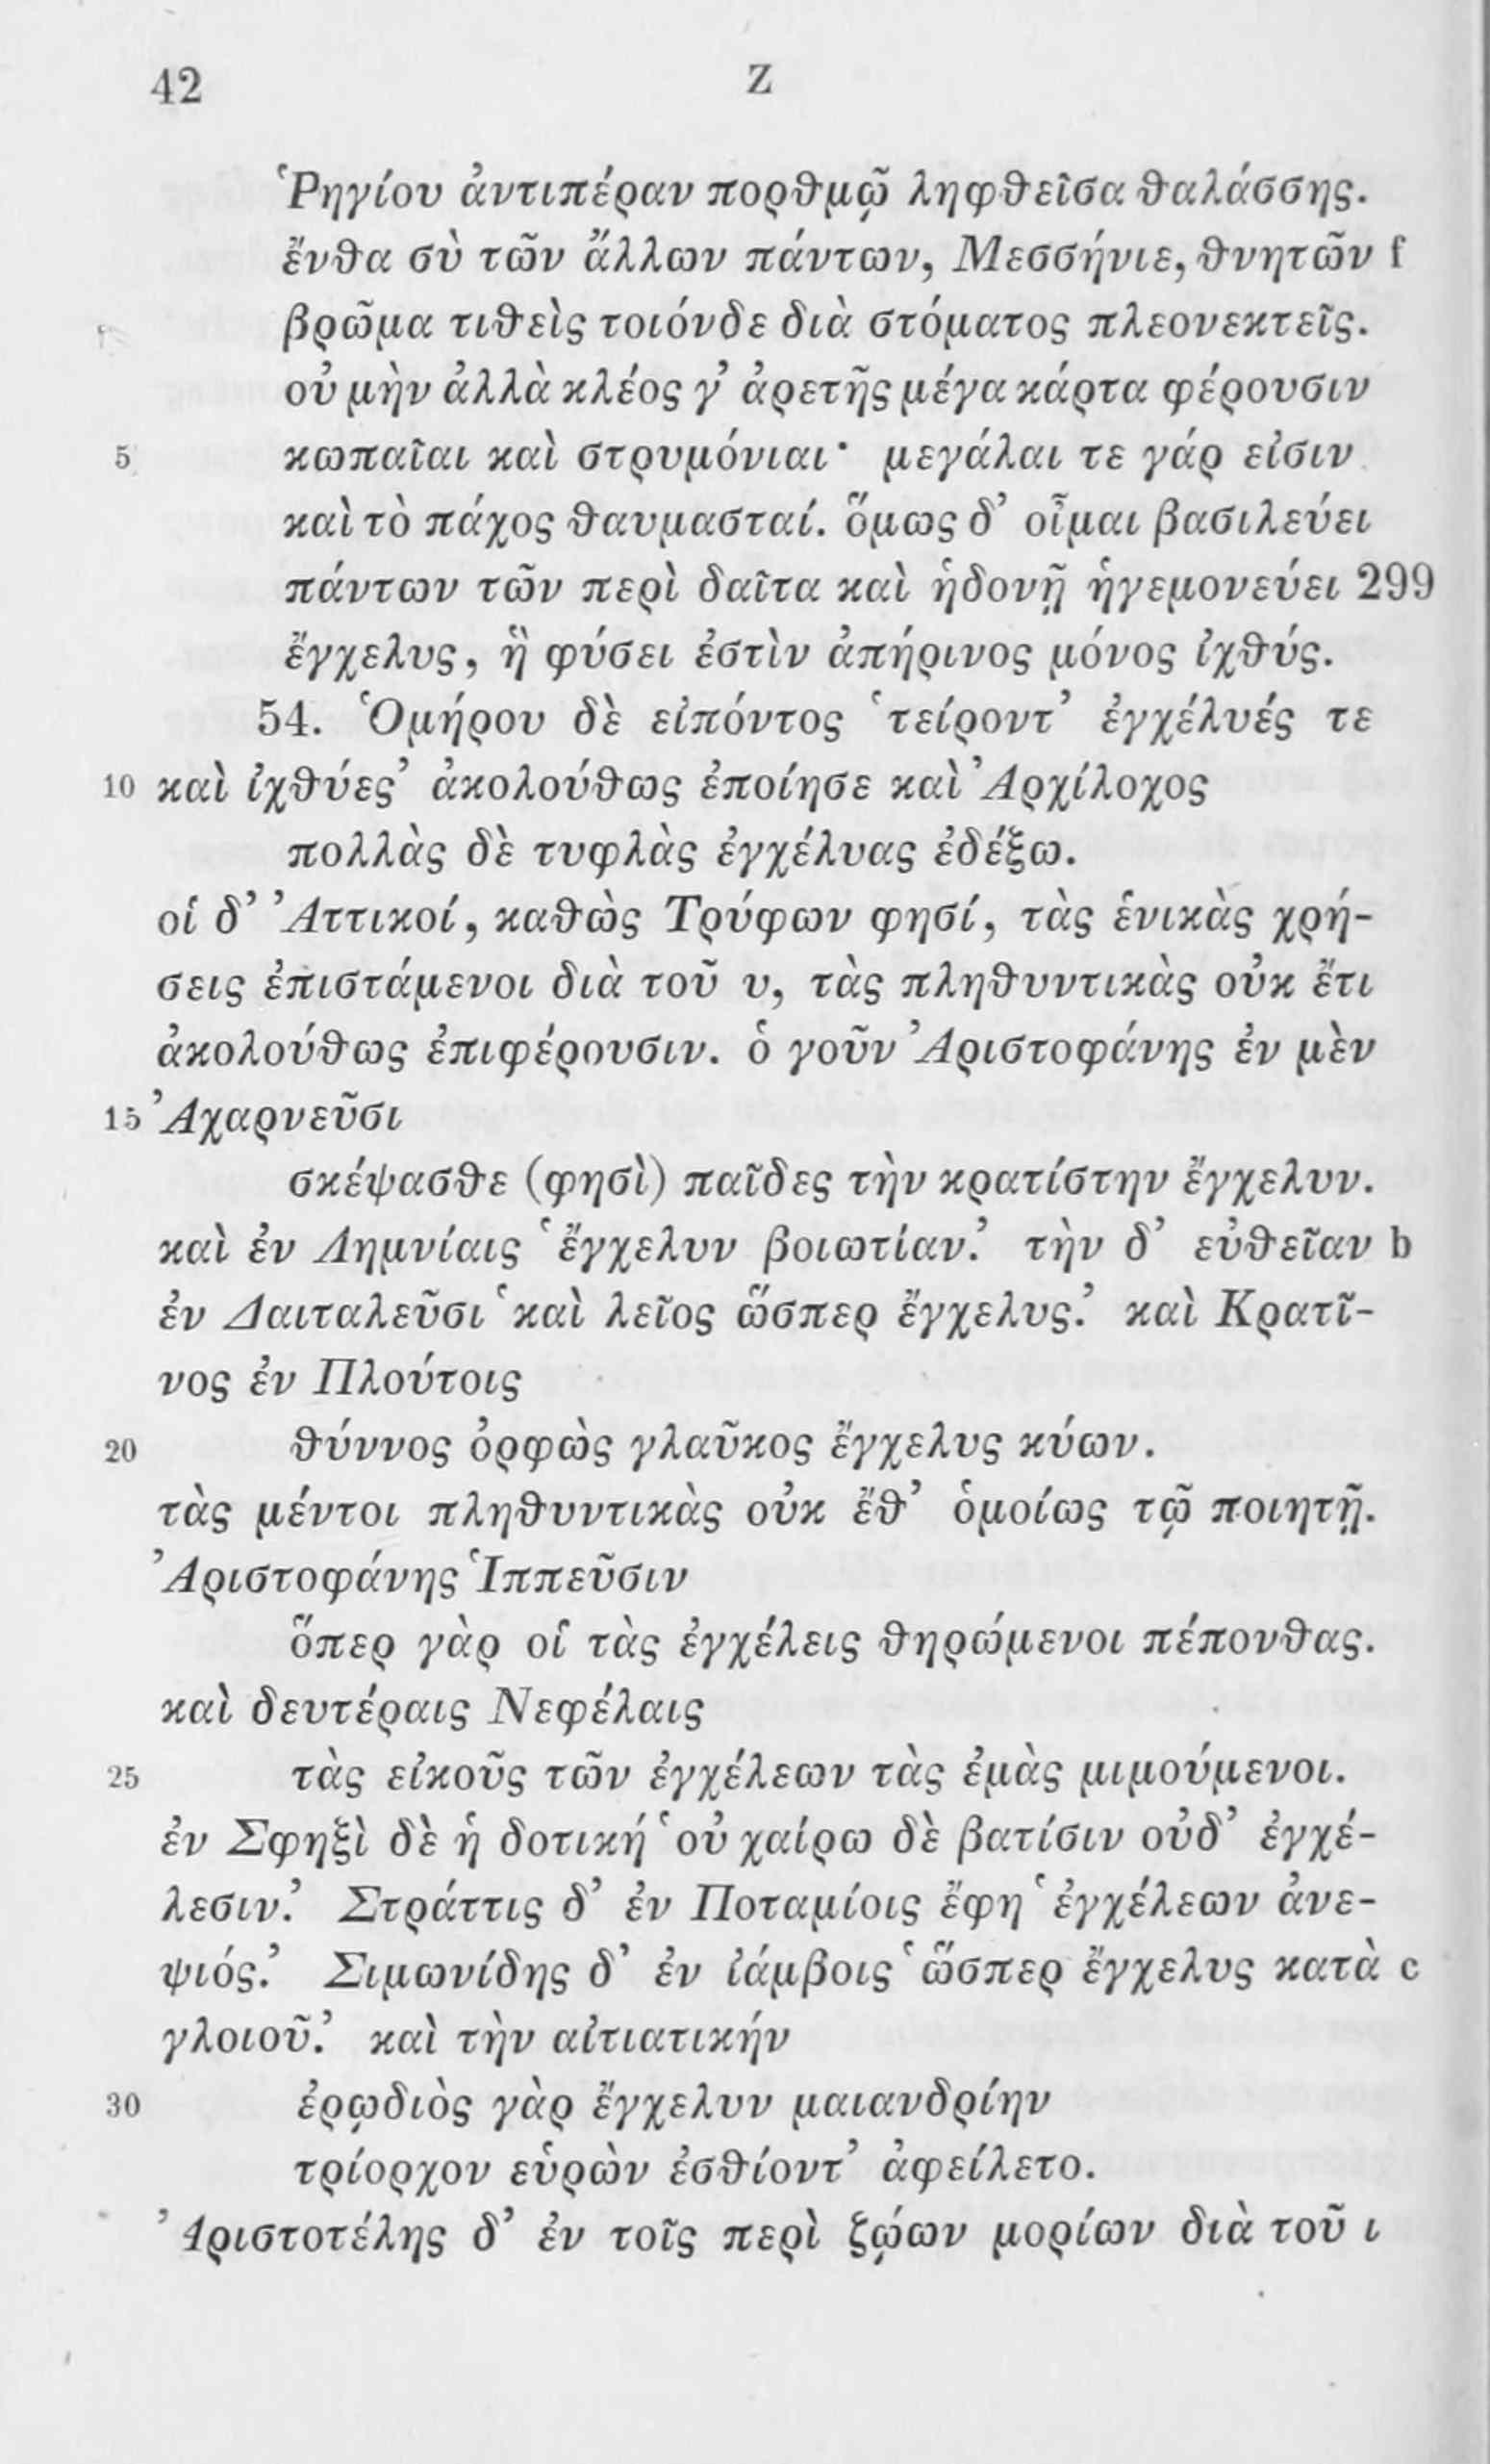 42 Z
Ῥηγίου ἀντιπέραν πορθμῷ ληφθεῖσα θαλάσσης.
ἔνθα σὺ τῶν ἄλλων πάντων, Μεσσήνιε, θνητῶν f
βρῶμα τιθεὶς τοιόνδε διὰ στόματος πλεονεκτεῖς.
οὐ μὴν ἀλλὰ κλέος γ’ ἀρετῆς μέγα κάρτα φέρουσιν
5 κωπαῖαι καὶ στρυμόνιαι· μεγάλαι τε γάρ εἰσιν
καὶ τὸ πάχος θαυμασταί. ὅμως δ’ οἶμαι βασιλεύει
πάντων τῶν περὶ δαῖτα καὶ ἡδονῇ ἡγεμονεύει 299
ἔγχελυς, ἣ φύσει ἐστὶν ἀπήρινος μόνος ἰχθύς.
54. Ὁμήρου δὲ εἰπόντος ‘τείροντ’ ἐγχέλυές τε
10 καὶ ἰχθύες’ ἀκολούθως ἐποίησε καὶ Ἀρχίλοχος
πολλὰς δὲ τυφλὰς ἐγχέλυας ἐδέξω.
οἱ δ’ Ἀττικοί, καθὼς Τρύφων φησί, τὰς ἑνικὰς χρή-
σεις ἐπιστάμενοι διὰ τοῦ υ, τὰς πληθυντικὰς οὐκ ἔτι
ἀκολούθως ἐπιφέρουσιν. ὁ γοῦν Ἀριστοφάνης ἐν μὲν
15 Ἀχαρνεῦσι
σκέψασθε (φησὶ) παῖδες τὴν κρατίστην ἔγχελυν.
καὶ ἐν Λημνίαις ‘ἔγχελυν βοιωτίαν.’ τὴν δ’ εὐθεῖαν b
ἐν Δαιταλεῦσι ‘καὶ λεῖος ὥσπερ ἔγχελυς.’ καὶ Κρατῖ-
νος ἐν Πλούτοις
20 θύννος ὀρφὼς γλαῦκος ἔγχελυς κύων.
τὰς μέντοι πληθυντικὰς οὐκ ἔθ’ ὁμοίως τῷ ποιητῇ.
Ἀριστοφάνης Ἱππεῦσιν
ὅπερ γὰρ οἱ τὰς ἐγχέλεις θηρώμενοι πέπονθας.
καὶ δευτέραις Νεφέλαις
25 τὰς εἰκοῦς τῶν ἐγχέλεων τὰς ἐμὰς μιμούμενοι.
ἐν Σφηξὶ δὲ ἡ δοτική ‘οὐ χαίρω δὲ βατίσιν οὐδ’ ἐγχέ-
λεσιν.’ Στράττις δ’ ἐν Ποταμίοις ἔφη ‘ἐγχέλεων ἀνε-
ψιός.’ Σιμωνίδης δ’ ἐν ἰάμβοις ‘ὥσπερ ἔγχελυς κατὰ c
γλοιοῦ.’ καὶ τὴν αἰτιατικήν
30 ἐρῳδιὸς γὰρ ἔγχελυν μαιανδρίην
τρίορχον εὑρὼν ἐσθίοντ’ ἀφείλετο.
Ἀριστοτέλης δ’ ἐν τοῖς περὶ ζῴων μορίων διὰ τοῦ ι